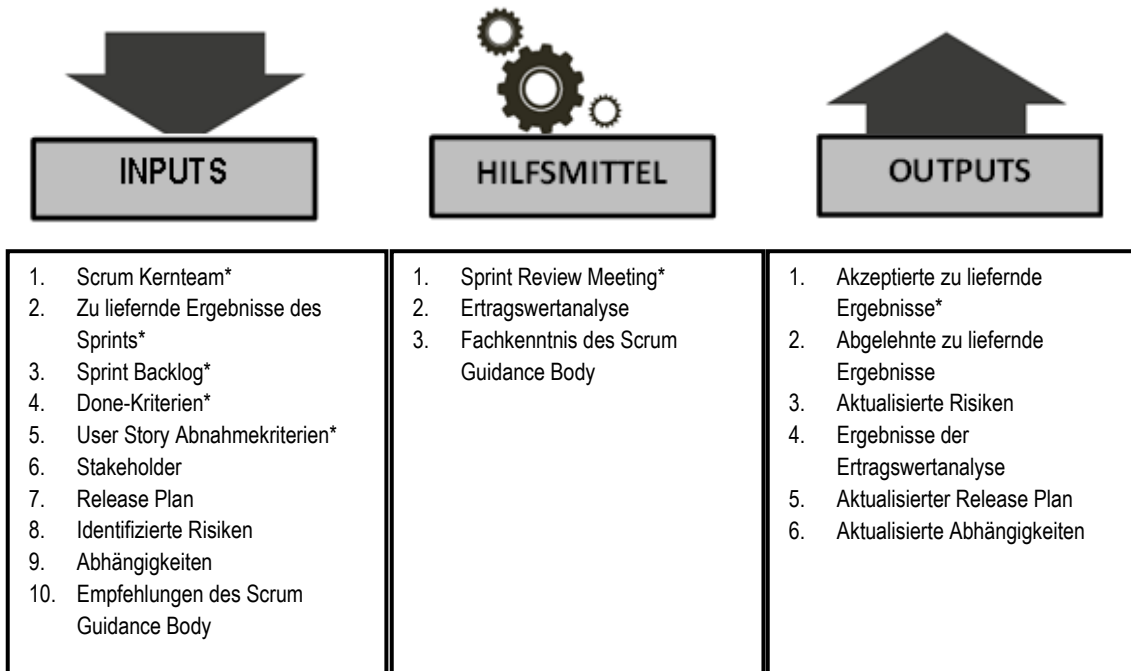 INPUTS
HILFSMITTEL
OUTPUTS
1. Scrum Kernteam*
2. Zu liefernde Ergebnisse des
Sprints*
3. Sprint Backlog*
4. Done-Kriterien*
5. User Story Abnahmekriterien*
6. Stakeholder
7. Release Plan
8. Identifizierte Risiken
9. Abhängigkeiten
10. Empfehlungen des Scrum
Guidance Body
1. Sprint Review Meeting*
2. Ertragswertanalyse
3. Fachkenntnis des Scrum
Guidance Body
1. Akzeptierte zu liefernde
Ergebnisse*
2. Abgelehnte zu liefernde
Ergebnisse
3. Aktualisierte Risiken
4. Ergebnisse der
Ertragswertanalyse
5. Aktualisierter Release Plan
6. Aktualisierte Abhängigkeiten